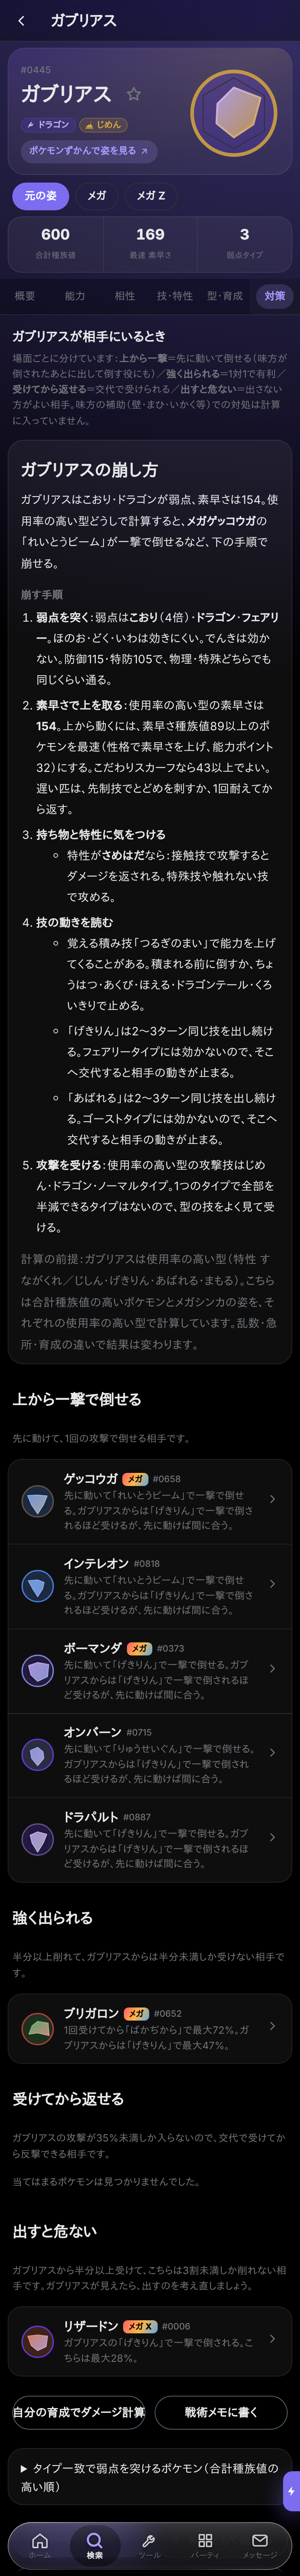 ガブリアス
#0445
ガブリアス
ドラゴン
じめん
ポケモンずかんで姿を見る ↗
元の姿
メガ
メガ Z
600
合計種族値
169
最速 素早さ
3
弱点タイプ
概要
能力
相性
技・特性
型・育成
対策
ガブリアスが相手にいるとき
場面ごとに分けています：上から一撃＝先に動いて倒せる（味方が
倒されたあとに出して倒す役にも）／強く出られる＝1対1で有利／
受けてから返せる＝交代で受けられる／出すと危ない＝出さない
方がよい相手。味方の補助（壁・まひ・いかく等）での対処は計算
に入っていません。
ガブリアスの崩し方
ガブリアスはこおり・ドラゴンが弱点、素早さは154。使
用率の高い型どうしで計算すると、メガゲッコウガの
「れいとうビーム」が一撃で倒せるなど、下の手順で
崩せる。
崩す手順
1. 弱点を突く：弱点はこおり（4倍）・ドラゴン・フェアリ
ー。ほのお・どく・いわは効きにくい。でんきは効か
ない。防御115・特防105で、物理・特殊どちらでも
同じくらい通る。
2. 素早さで上を取る：使用率の高い型の素早さは
154。上から動くには、素早さ種族値89以上のポ
ケモンを最速（性格で素早さを上げ、能力ポイント
32）にする。こだわりスカーフなら43以上でよい。
遅い匹は、先制技でとどめを刺すか、1回耐えてか
ら返す。
3. 持ち物と特性に気をつける
特性がさめはだなら：接触技で攻撃すると
ダメージを返される。特殊技や触れない技
で攻める。
4. 技の動きを読む
覚える積み技「つるぎのまい」で能力を上げ
てくることがある。積まれる前に倒すか、ちょ
うはつ・あくび・ほえる・ドラゴンテール・くろ
いきりで止める。
「げきりん」は2〜3ターン同じ技を出し続け
る。フェアリータイプには効かないので、そこ
へ交代すると相手の動きが止まる。
「あばれる」は2〜3ターン同じ技を出し続け
る。ゴーストタイプには効かないので、そこへ
交代すると相手の動きが止まる。
5. 攻撃を受ける：使用率の高い型の攻撃技はじめ
ん・ドラゴン・ノーマルタイプ。1つのタイプで全部を
半減できるタイプはないので、型の技をよく見て受
ける。
計算の前提：ガブリアスは使用率の高い型（特性 す
ながくれ／じしん・げきりん・あばれる・まもる）。こちら
は合計種族値の高いポケモンとメガシンカの姿を、そ
れぞれの使用率の高い型で計算しています。乱数・急
所・育成の違いで結果は変わります。
上から一撃で倒せる
先に動けて、1回の攻撃で倒せる相手です。
ゲッコウガ メガ #0658
先に動いて「れいとうビーム」で一撃で倒せ
る。ガブリアスからは「げきりん」で一撃で倒さ
れるほど受けるが、先に動けば間に合う。
インテレオン #0818
先に動いて「れいとうビーム」で一撃で倒せ
る。ガブリアスからは「げきりん」で一撃で倒さ
れるほど受けるが、先に動けば間に合う。
ボーマンダ メガ #0373
先に動いて「げきりん」で一撃で倒せる。ガブ
リアスからは「げきりん」で一撃で倒されるほ
ど受けるが、先に動けば間に合う。
オンバーン #0715
先に動いて「りゅうせいぐん」で一撃で倒せる。
ガブリアスからは「げきりん」で一撃で倒され
るほど受けるが、先に動けば間に合う。
ドラパルト #0887
先に動いて「げきりん」で一撃で倒せる。ガブ
リアスからは「げきりん」で一撃で倒されるほ
ど受けるが、先に動けば間に合う。
強く出られる
半分以上削れて、ガブリアスからは半分未満しか受けない相手で
す。
ブリガロン メガ #0652
1回受けてから「ばかぢから」で最大72%。ガ
ブリアスからは「げきりん」で最大47%。
受けてから返せる
ガブリアスの攻撃が35%未満しか入らないので、交代で受けてか
ら反撃できる相手です。
当てはまるポケモンは見つかりませんでした。
出すと危ない
ガブリアスから半分以上受けて、こちらは3割未満しか削れない相
手です。ガブリアスが見えたら、出すのを考え直しましょう。
リザードン メガ X #0006
ガブリアスの「げきりん」で一撃で倒される。こ
ちらは最大28%。
自分の育成でダメージ計算
戦術メモに書く
▶ タイプ一致で弱点を突けるポケモン（合計種族値の
高い順）
ホーム
検索
ツール
パーティ
メッセージ